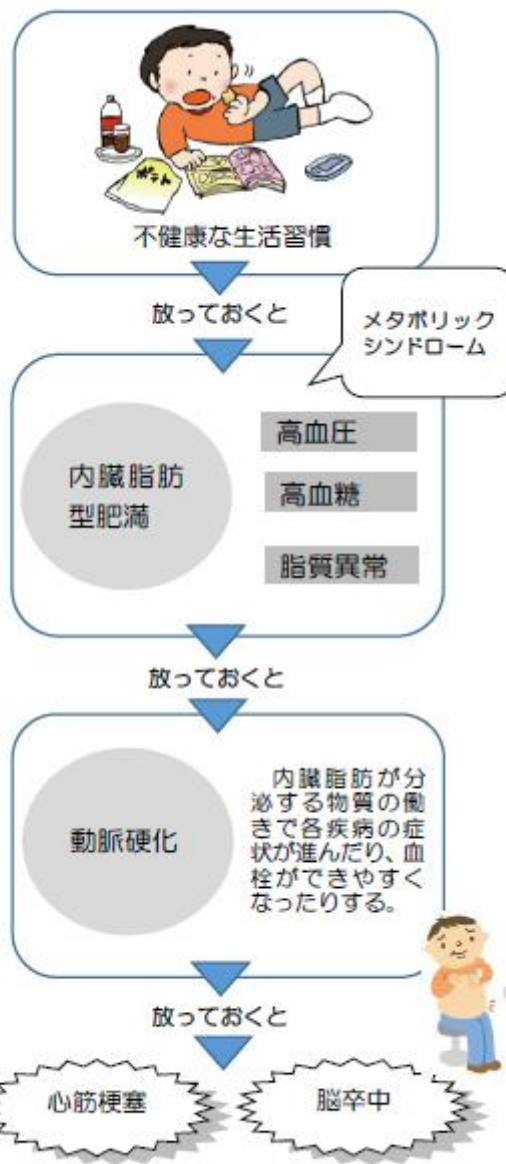 ポテト
不健康な生活習慣
放っておくと
メタボリック
シンドローム
内臓脂肪
型肥満
高血圧
高血糖
脂質異常
放っておくと
動脈硬化
内臓脂肪が分
泌する物質の働
きで各疾病の症
状が進んだり、血
栓ができやすく
なったりする。
放っておくと
心筋梗塞
脳卒中